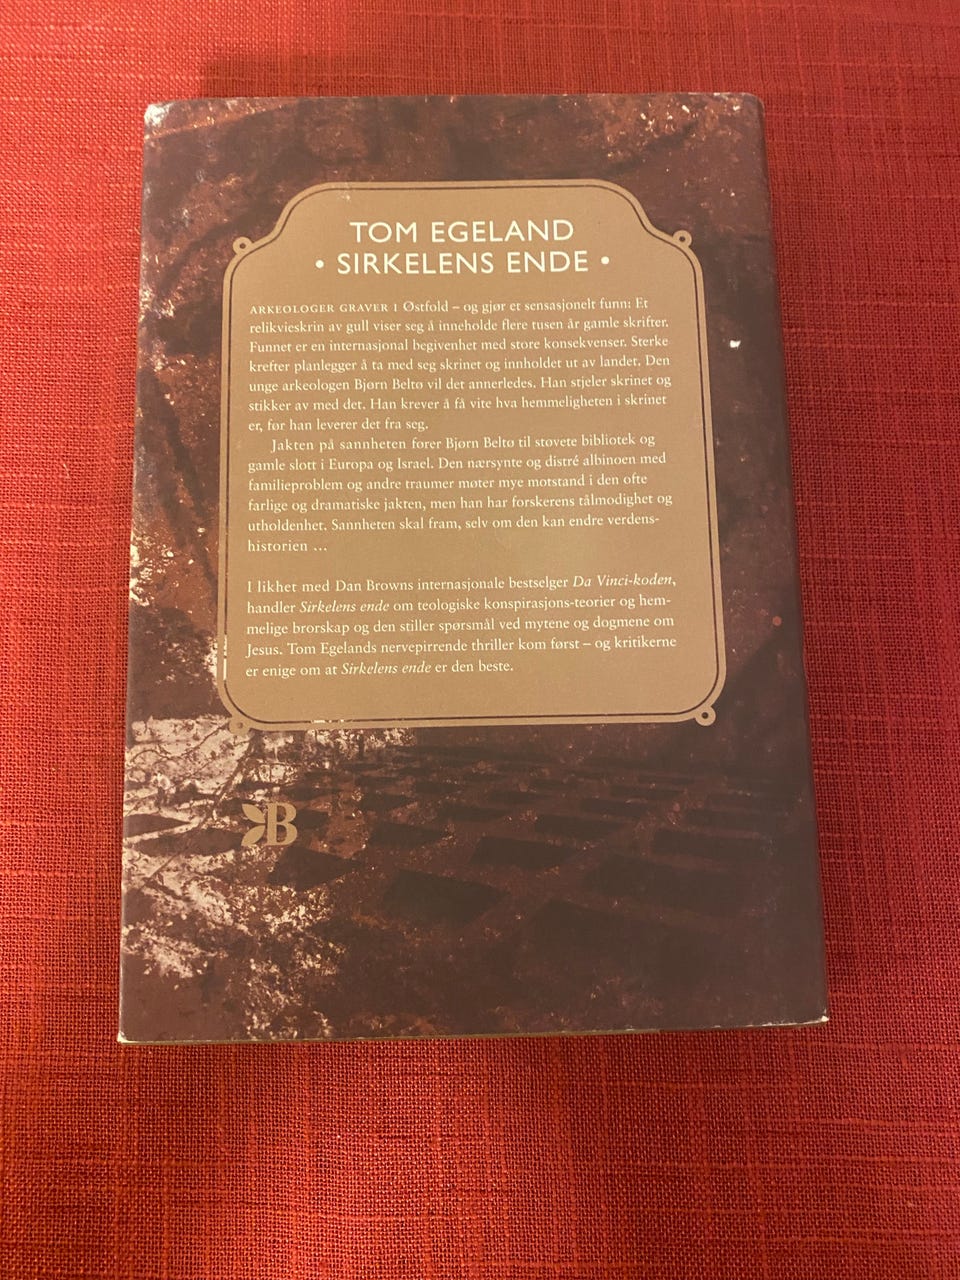 TOM EGELAND
• SIRKELENS ENDE •
ARKEOLOGER GRAVER I Østfold – og gjør et sensasjonelt funn: Et
relikvieskrin av gull viser seg å inneholde flere tusen år gamle skrifter.
Funnet er en internasjonal begivenhet med store konsekvenser. Sterke
krefter planlegger å ta med seg skrinet og innholdet ut av landet. Den
unge arkeologen Bjørn Beltø vil det annerledes. Han stjeler skrinet og
stikker av med det. Han krever å få vite hva hemmeligheten i skrinet
er, før han leverer det fra seg.
Jakten på sannheten fører Bjørn Beltø til støvete bibliotek og
gamle slott i Europa og Israel. Den nærsynte og distré albinoen med
familieproblem og andre traumer møter mye motstand i den ofte
farlige og dramatiske jakten, men han har forskerens tålmodighet og
utholdenhet. Sannheten skal fram, selv om den kan endre verdens-
historien ...
I likhet med Dan Browns internasjonale bestselger Da Vinci-koden,
handler Sirkelens ende om teologiske konspirasjons-teorier og hem-
melige brorskap og den stiller spørsmål ved mytene og dogmene om
Jesus. Tom Egelands nervepirrende thriller kom først – og kritikerne
er enige om at Sirkelens ende er den beste.
B